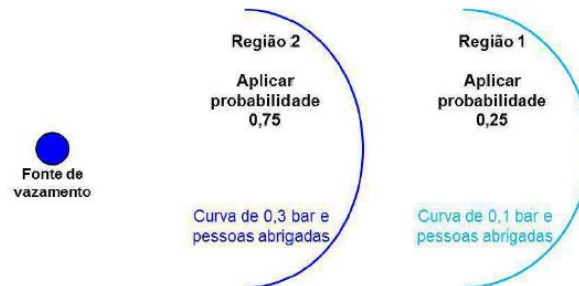 Região 2
Aplicar
probabilidade
0,75
Região 1
Aplicar
probabilidade
0,25
Fonte de
vazamento
Curva de 0,3 bar e
pessoas abrigadas
Curva de 0,1 bar e
pessoas abrigadas